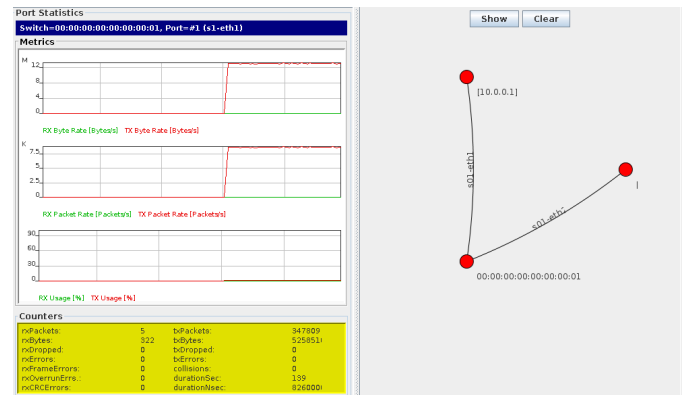 Port Statistics
Switch=00:00:00:00:00:00:00:01, Port=#1 (s1-eth1)
Metrics
M
12
8
4
0
RX Byte Rate [Bytes/s] TX Byte Rate [Bytes/s]
K
7.5
5
2.5
0
RX Packet Rate [Packets/s] TX Packet Rate [Packets/s]
90
60
30
0
RX Usage [%] TX Usage [%]
Counters
rxPackets: 5 txPackets: 347809
rxBytes: 322 txBytes: 525851
rxDropped: 0 txDropped: 0
rxErrors: 0 txErrors: 0
rxFrameErrors: 0 collisions: 0
rxOverrunErrs.: 0 durationSec: 139
rxCRCErrors: 0 durationNsec: 826000
Show Clear
[10.0.0.1]
s01-eth1
s01-eth
00:00:00:00:00:00:00:01